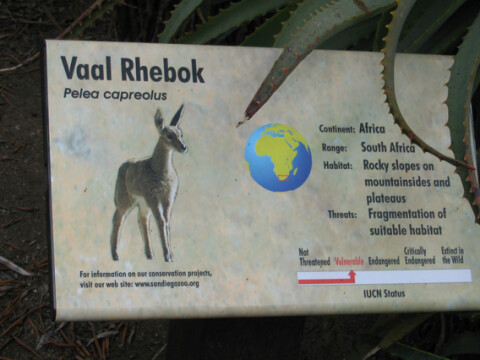 Vaal Rhebok
Pelea capreolus
Continent: Africa
Range: South Africa
Habitat: Rocky slopes on
mountainsides and
plateaus
Threats: Fragmentation of
suitable habitat
For information on our conservation projects,
visit our web site: www.sandiegozoo.org
Not Threatened Vulnerable Endangered Critically Endangered Extinct in the Wild
IUCN Status